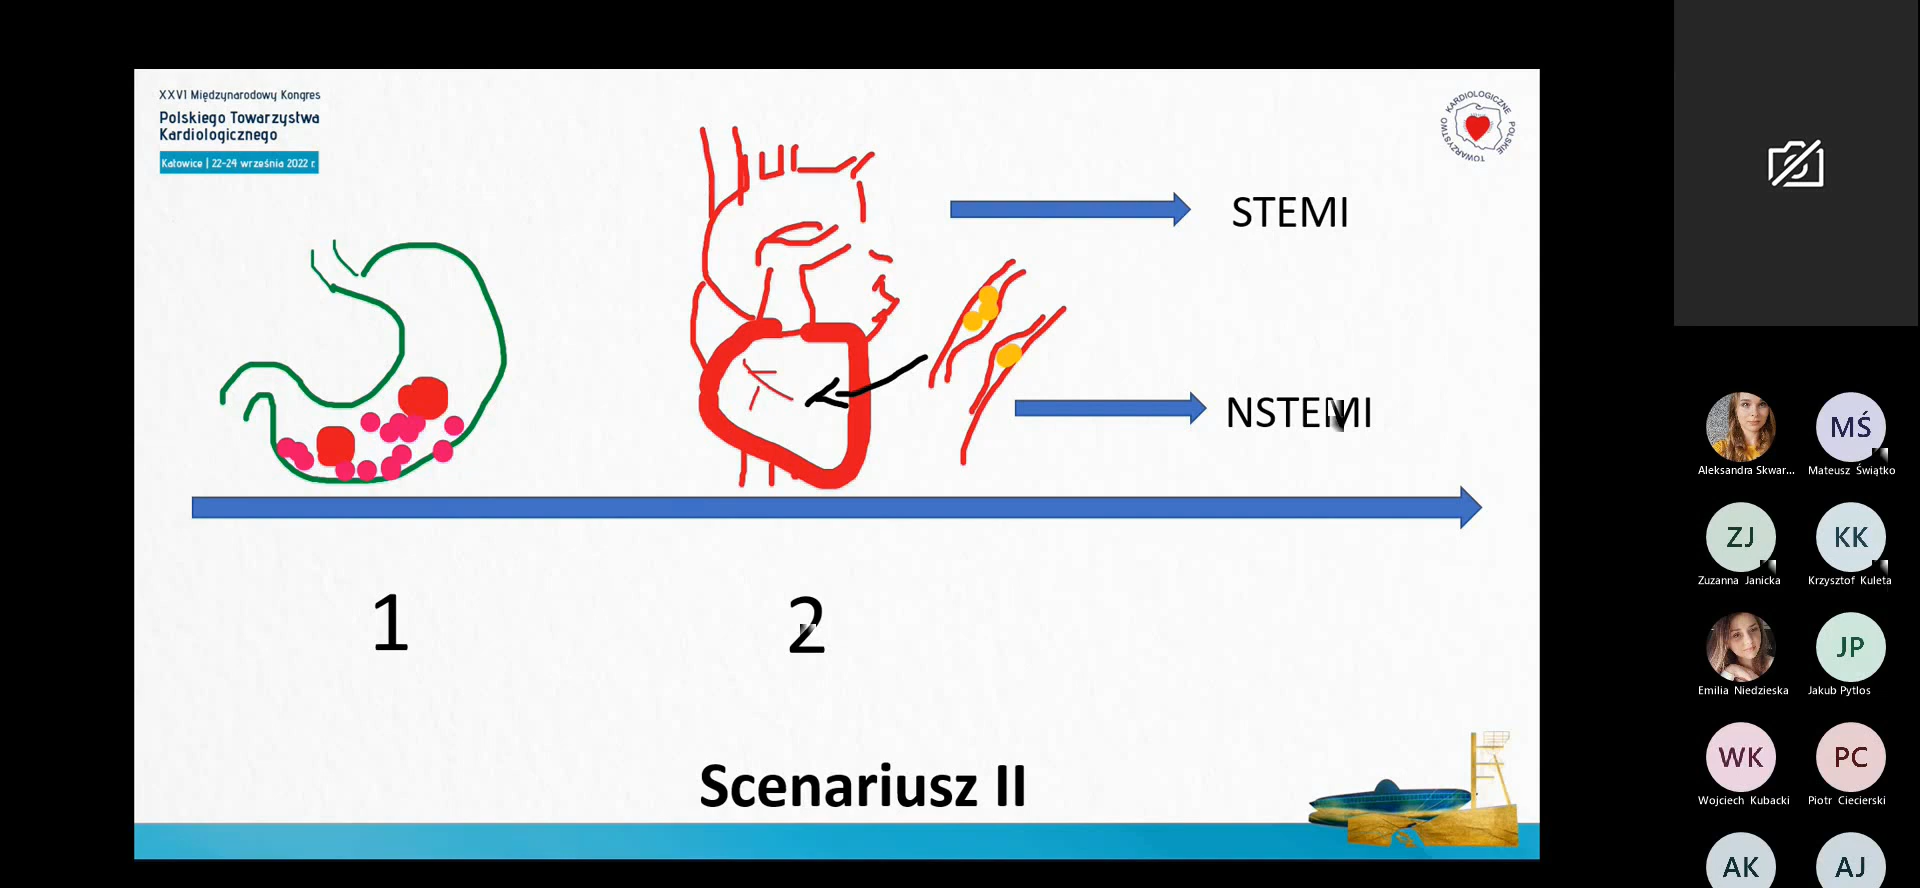 XXVI Międzynarodowy Kongres
Polskiego Towarzystwa
Kardiologicznego
Katowice | 22-24 września 2022 r.
POLSKIE TOWARZYSTWO KARDIOLOGICZNE
STEMI
NSTEMI
1
2
Scenariusz II
Aleksandra Skwar...
MŚ
Mateusz Świątko
ZJ
Zuzanna Janicka
KK
Krzysztof Kuleta
Emilia Niedzieska
JP
Jakub Pytlos
WK
Wojciech Kubacki
PC
Piotr Ciecierski
AK
AJ